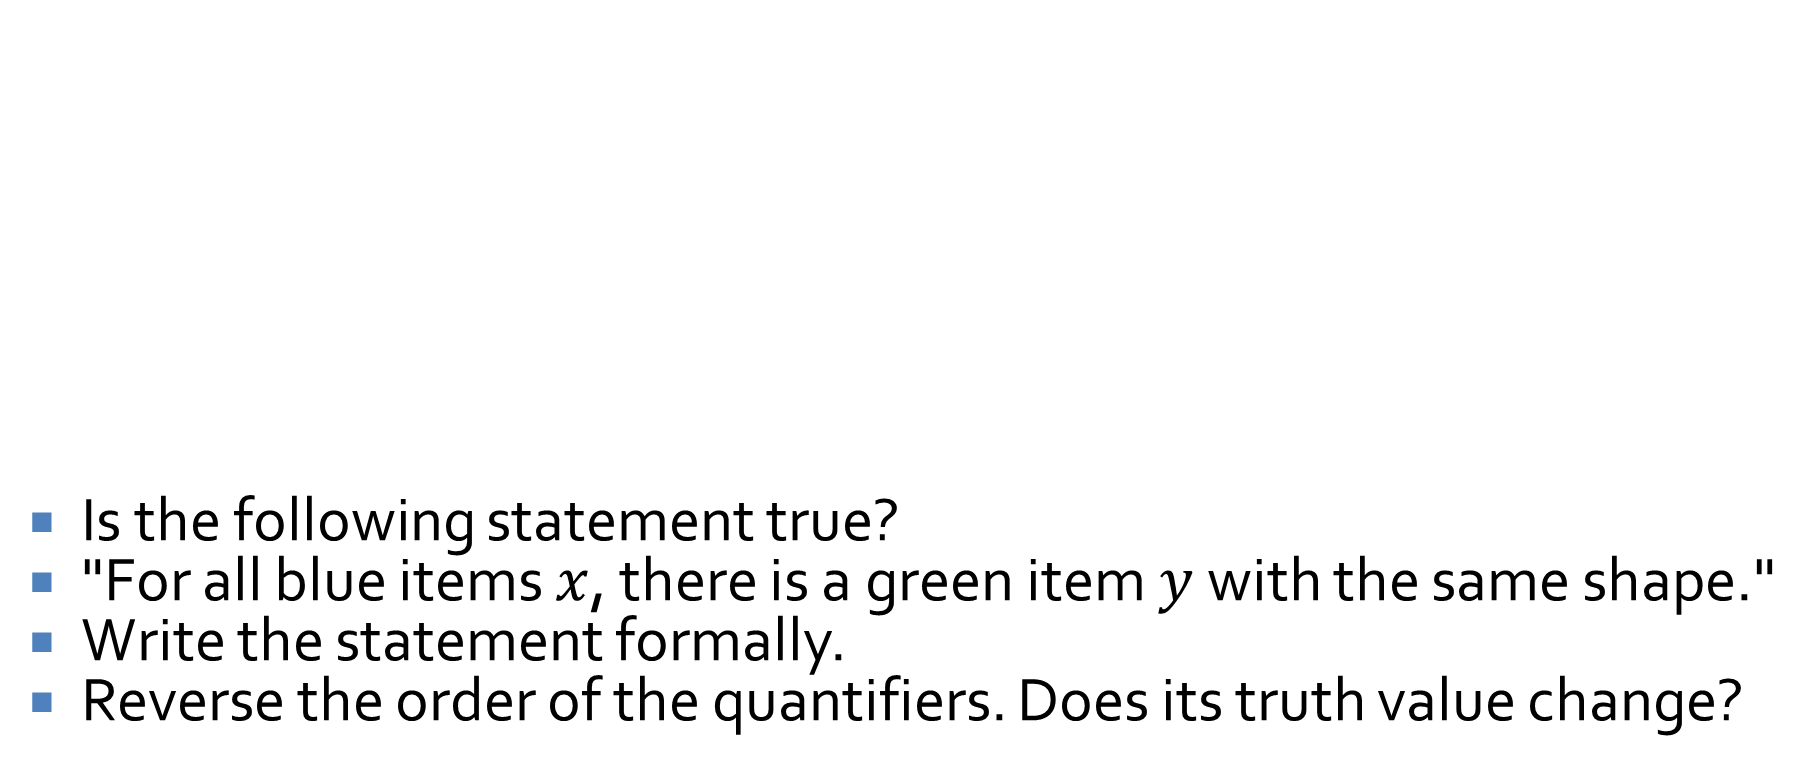 ▪ Is the following statement true?
▪ "For all blue items x, there is a green item y with the same shape."
▪ Write the statement formally.
▪ Reverse the order of the quantifiers. Does its truth value change?